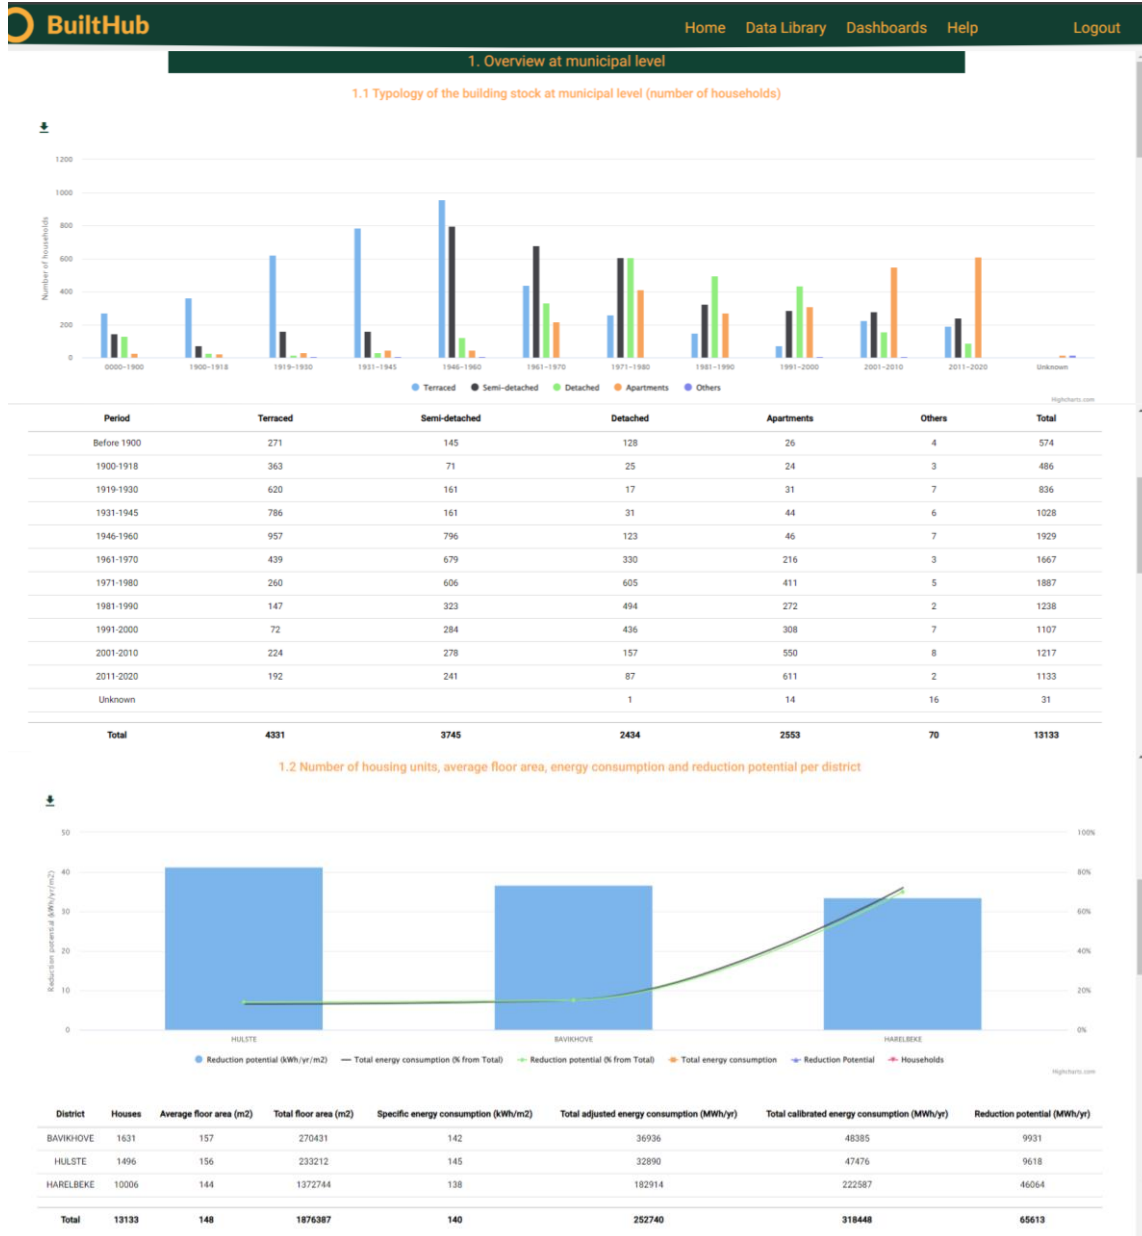 BuiltHub
Home Data Library Dashboards Help Logout
1. Overview at municipal level
1.1 Typology of the building stock at municipal level (number of households)
1200
1000
800
600
400
200
0
Number of households
0000-1900 1900-1918 1919-1930 1931-1945 1946-1960 1961-1970 1971-1980 1981-1990 1991-2000 2001-2010 2011-2020 Unknown
Terraced Semi-detached Detached Apartments Others
Highcharts.com
Period Terraced Semi-detached Detached Apartments Others Total
Before 1900 271 145 128 26 4 574
1900-1918 363 71 25 24 3 486
1919-1930 620 161 17 31 7 836
1931-1945 786 161 31 44 6 1028
1946-1960 957 796 123 46 7 1929
1961-1970 439 679 330 216 3 1667
1971-1980 260 606 605 411 5 1887
1981-1990 147 323 494 272 2 1238
1991-2000 72 284 436 308 7 1107
2001-2010 224 278 157 550 8 1217
2011-2020 192 241 87 611 2 1133
Unknown 1 14 16 31
Total 4331 3745 2434 2553 70 13133
1.2 Number of housing units, average floor area, energy consumption and reduction potential per district
50 100%
40 80%
30 60%
20 40%
10 20%
0 0%
Reduction potential (kWh/yr/m2)
HULSTE BAVIKHOVE HARELBEKE
Reduction potential (kWh/yr/m2) Total energy consumption (% from Total) Reduction potential (% from Total) Total energy consumption Reduction Potential Households
Highcharts.com
District Houses Average floor area (m2) Total floor area (m2) Specific energy consumption (kWh/m2) Total adjusted energy consumption (MWh/yr) Total calibrated energy consumption (MWh/yr) Reduction potential (MWh/yr)
BAVIKHOVE 1631 157 270431 142 36936 48385 9931
HULSTE 1496 156 233212 145 32890 47476 9618
HARELBEKE 10006 144 1372744 138 182914 222587 46064
Total 13133 148 1876387 140 252740 318448 65613